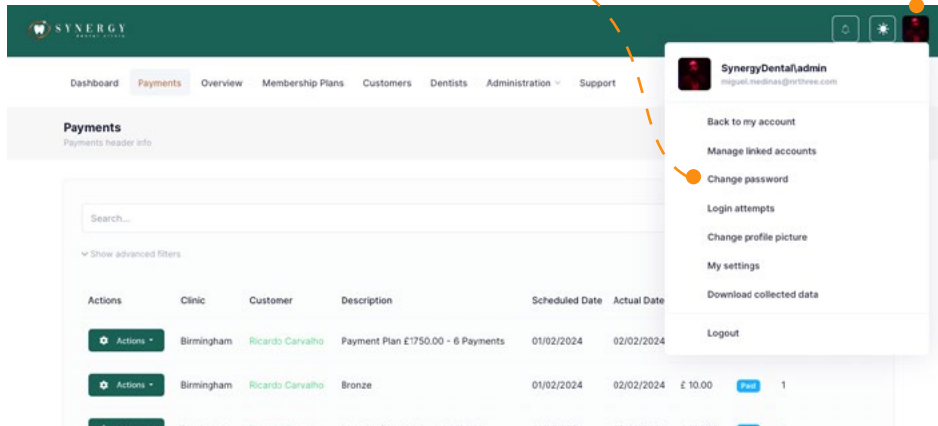 SYNERGY
dental clinic
SynergyDental\admin
miguel.medinas@nrthree.com
Dashboard Payments Overview Membership Plans Customers Dentists Administration Support
Back to my account
Manage linked accounts
Change password
Login attempts
Change profile picture
My settings
Download collected data
Logout
Payments
Payments header info
Search...
Show advanced filters
Actions Clinic Customer Description Scheduled Date Actual Date
Actions Birmingham Ricardo Carvalho Payment Plan £1750.00 - 6 Payments 01/02/2024 02/02/2024
Actions Birmingham Ricardo Carvalho Bronze 01/02/2024 02/02/2024 £ 10.00 Paid 1